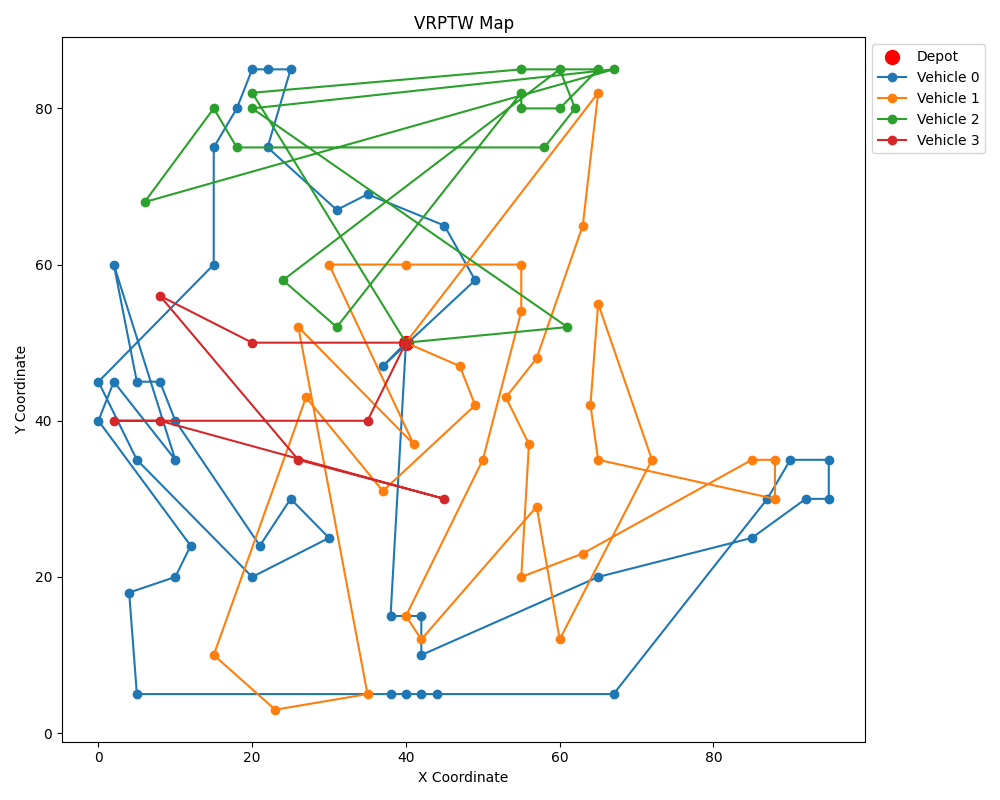 VRPTW Map
Depot
Vehicle 0
Vehicle 1
Vehicle 2
Vehicle 3
Y Coordinate
80
60
40
20
0
0 20 40 60 80
X Coordinate